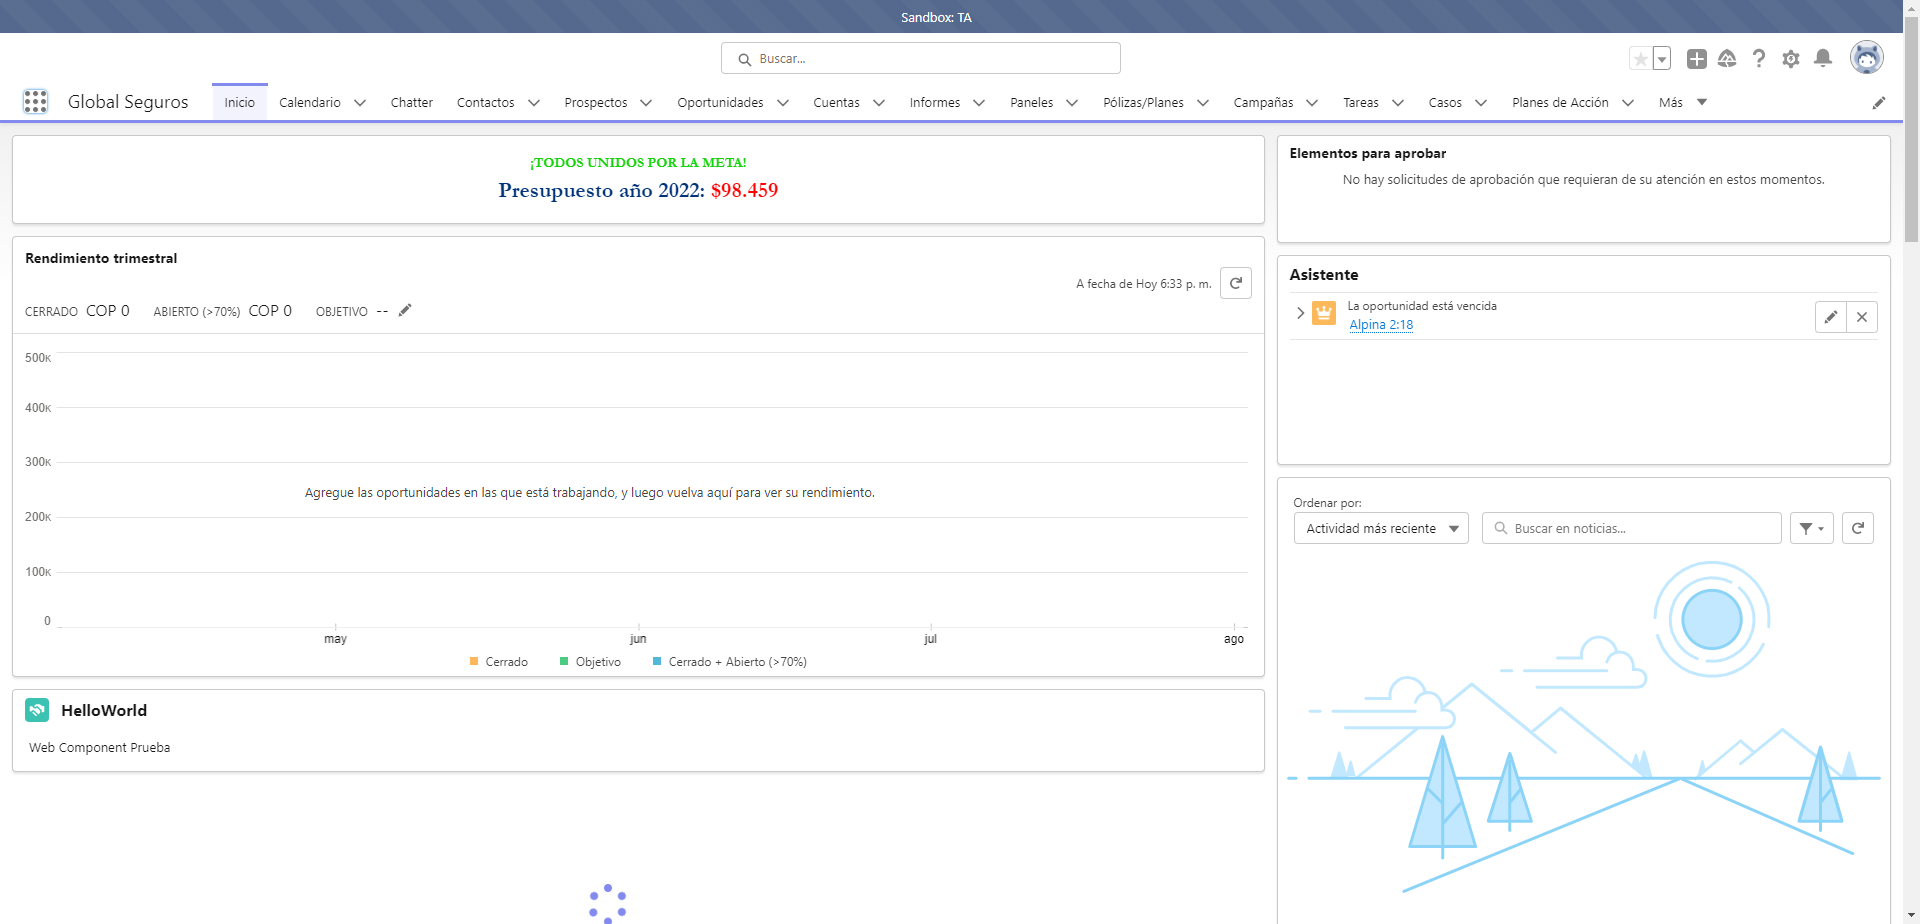 Sandbox: TA
Buscar...
Global Seguros
Inicio
Calendario
Chatter
Contactos
Prospectos
Oportunidades
Cuentas
Informes
Paneles
Pólizas/Planes
Campañas
Tareas
Casos
Planes de Acción
Más
¡TODOS UNIDOS POR LA META!
Presupuesto año 2022: $98.459
Rendimiento trimestral
A fecha de Hoy 6:33 p. m.
CERRADO COP 0 ABIERTO (>70%) COP 0 OBJETIVO --
500K
400K
300K
Agregue las oportunidades en las que está trabajando, y luego vuelva aquí para ver su rendimiento.
200K
100K
0
may jun jul ago
Cerrado Objetivo Cerrado + Abierto (>70%)
HelloWorld
Web Component Prueba
Elementos para aprobar
No hay solicitudes de aprobación que requieran de su atención en estos momentos.
Asistente
La oportunidad está vencida
Alpina 2:18
Ordenar por:
Actividad más reciente
Buscar en noticias...